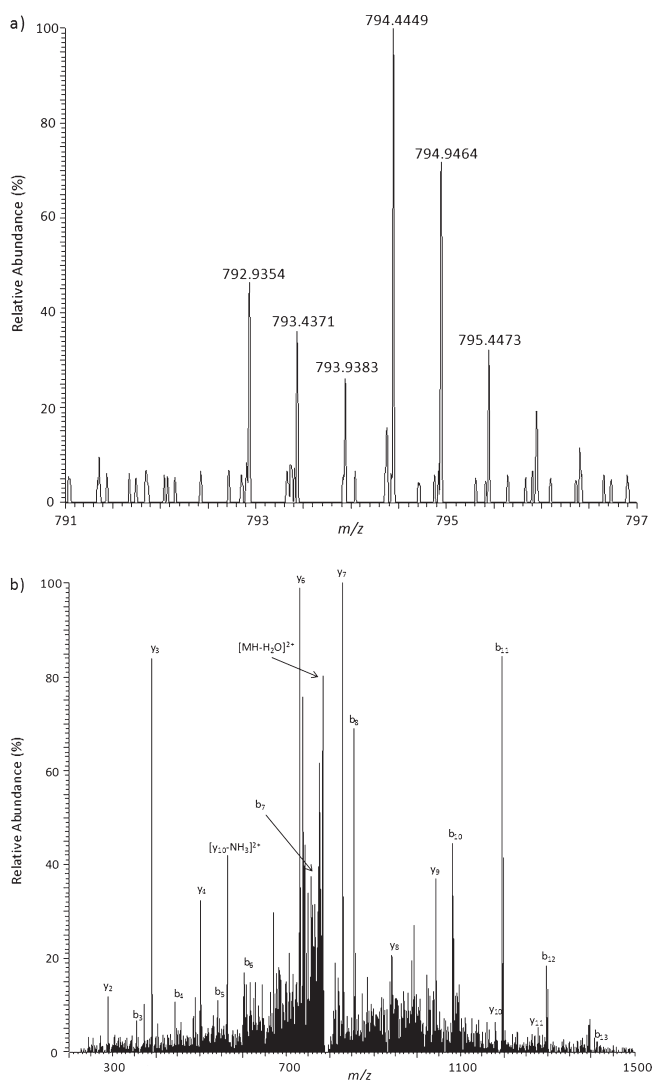 a)
794.4449
100
794.9464
80
60
792.9354
793.4371
795.4473
793.9383
40
20
0
Relative Abundance (%)
791
793
795
797
m/z
b)
100
y₆
y₇
y₃
[MH-H₂O]²⁺
b₁₁
80
b₈
60
b₇
[y₁₀-NH₃]²⁺
b₁₀
40
y₉
y₄
20
y₂
b₃
b₄
b₅
b₆
y₈
y₁₀
y₁₁
b₁₂
b₁₃
0
Relative Abundance (%)
300
700
1100
1500
m/z